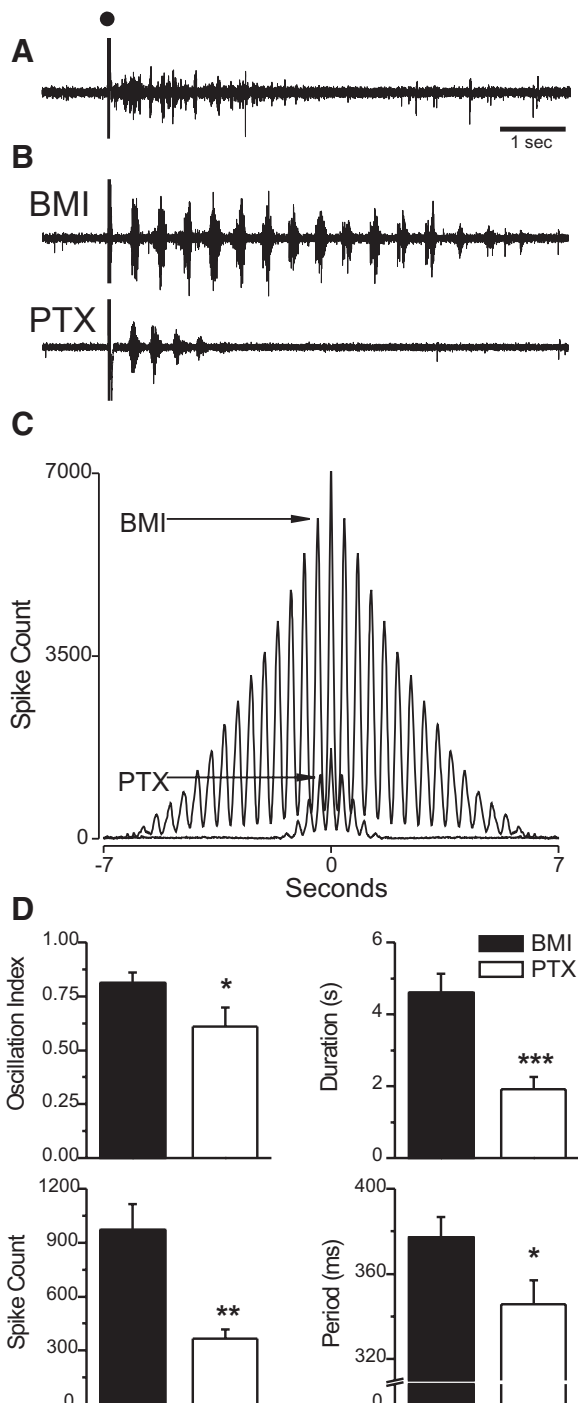 A
1 sec
B
BMI
PTX
C
7000
BMI
3500
Spike Count
PTX
0
-7
0
7
Seconds
D
1.00
0.75
0.50
0.25
0.00
Oscillation Index
*
6
4
2
0
Duration (s)
BMI
PTX
***
1200
900
600
300
0
Spike Count
**
400
360
320
0
Period (ms)
*